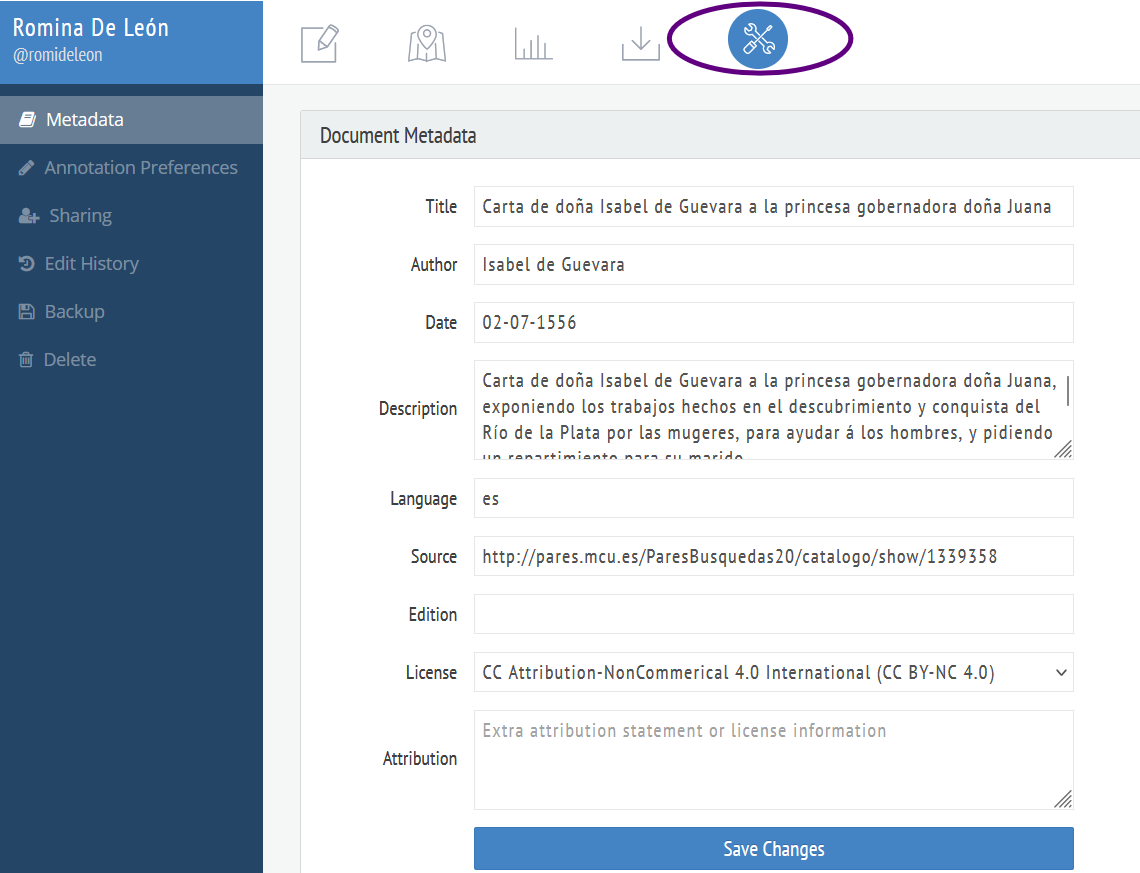 Romina De León
@romideleon
Metadata
Annotation Preferences
Sharing
Edit History
Backup
Delete
Document Metadata
Title
Carta de doña Isabel de Guevara a la princesa gobernadora doña Juana
Author
Isabel de Guevara
Date
02-07-1556
Description
Carta de doña Isabel de Guevara a la princesa gobernadora doña Juana,
exponiendo los trabajos hechos en el descubrimiento y conquista del
Río de la Plata por las mugeres, para ayudar á los hombres, y pidiendo
un repartimiento para su marido
Language
es
Source
http://pares.mcu.es/ParesBusquedas20/catalogo/show/1339358
Edition
License
CC Attribution-NonCommerical 4.0 International (CC BY-NC 4.0)
Attribution
Extra attribution statement or license information
Save Changes